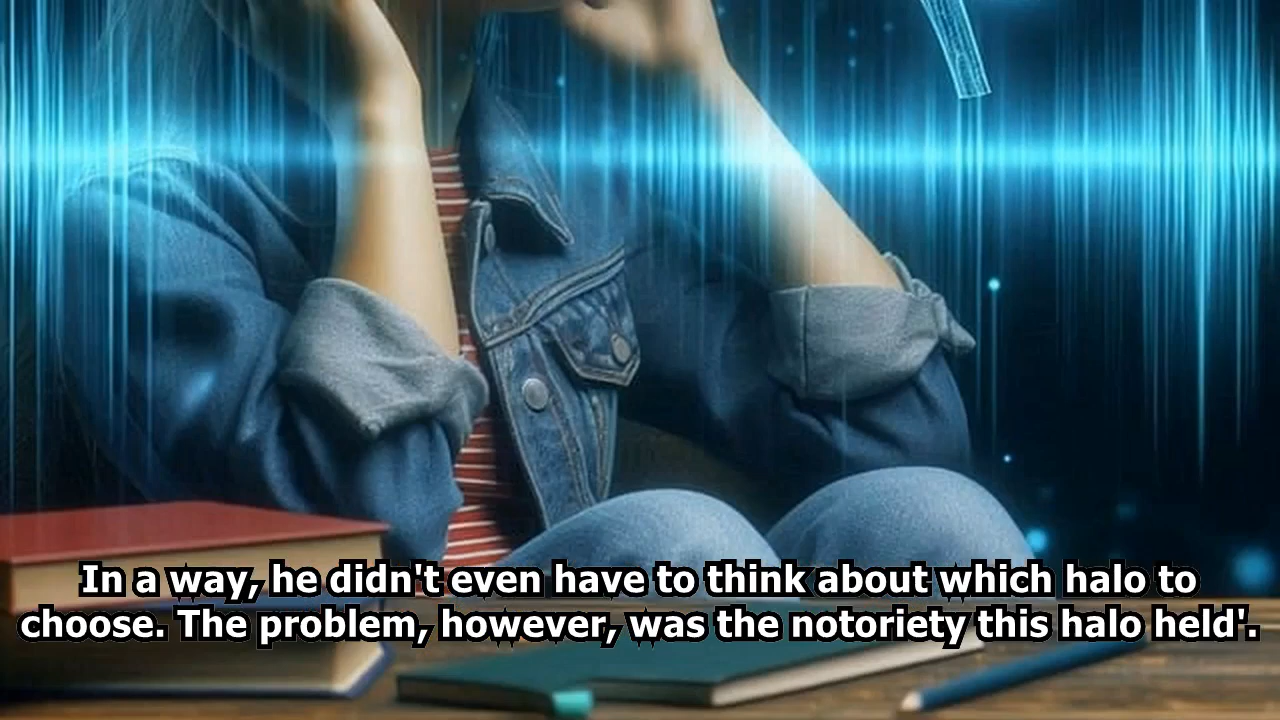 In a way, he didn't even have to think about which halo to
choose. The problem, however, was the notoriety this halo held'.